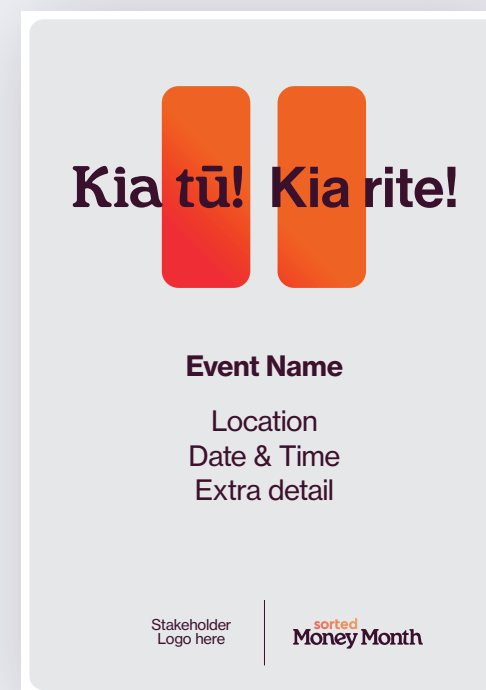 Kia tū! Kia rite!
Event Name
Location
Date & Time
Extra detail
Stakeholder
Logo here
sorted
Money Month